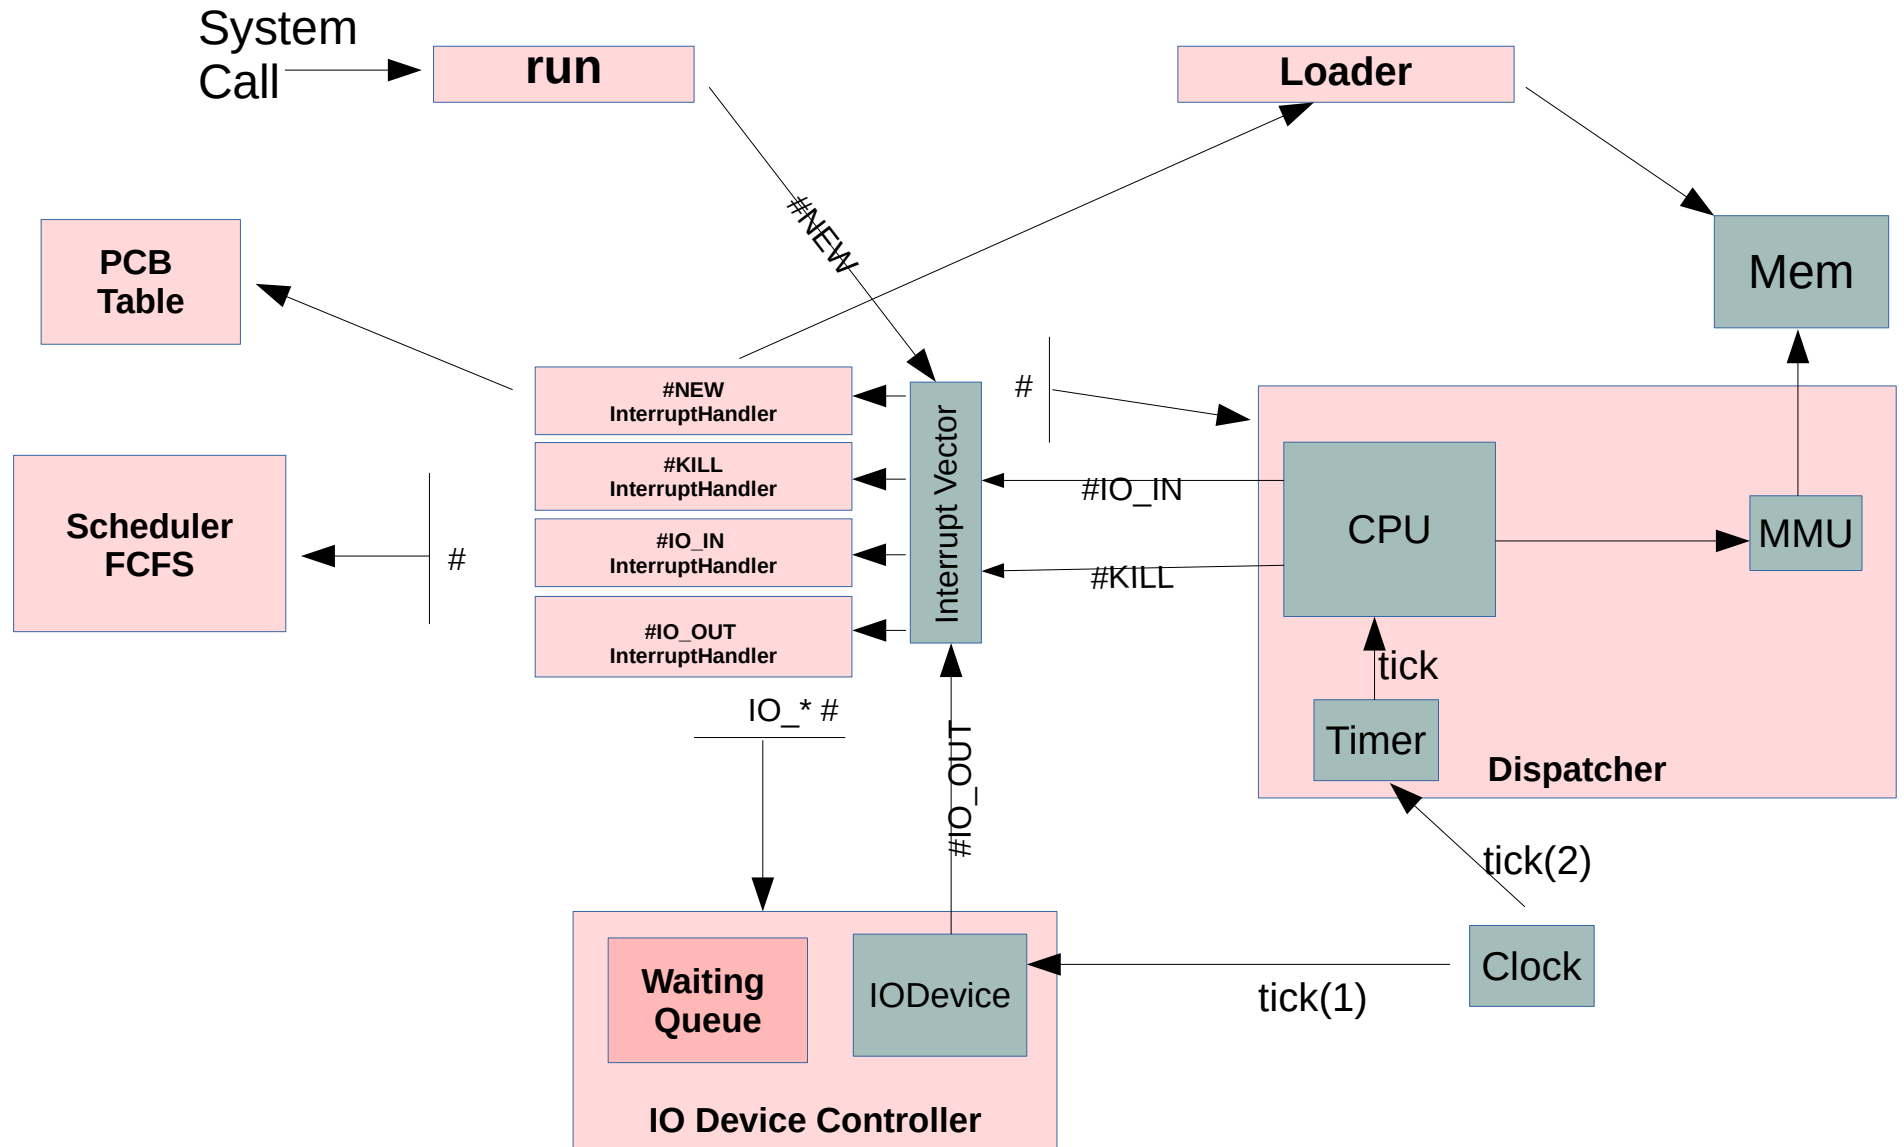 System
Call
run
Loader
#NEW
PCB
Table
Mem
#NEW
InterruptHandler
#KILL
InterruptHandler
#IO_IN
InterruptHandler
#IO_OUT
InterruptHandler
Interrupt Vector
#
#IO_IN
#KILL
CPU
MMU
Scheduler
FCFS
#
tick
Timer
Dispatcher
IO_* #
#IO_OUT
tick(2)
Waiting
Queue
IODevice
tick(1)
Clock
IO Device Controller